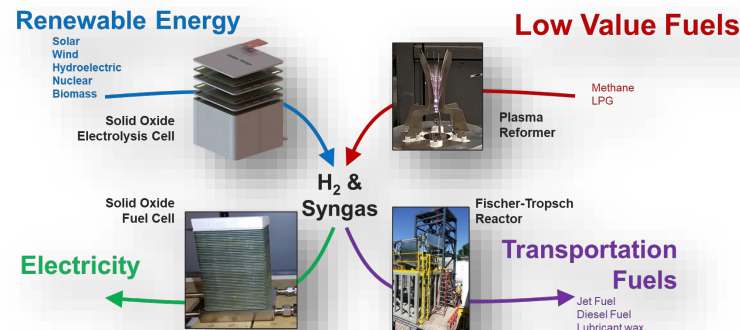 Renewable Energy
Solar
Wind
Hydroelectric
Nuclear
Biomass
Solid Oxide
Electrolysis Cell
Low Value Fuels
Methane
LPG
Plasma
Reformer
H2 &
Syngas
Solid Oxide
Fuel Cell
Fischer-Tropsch
Reactor
Electricity
Transportation
Fuels
Jet Fuel
Diesel Fuel
Lubricant wax